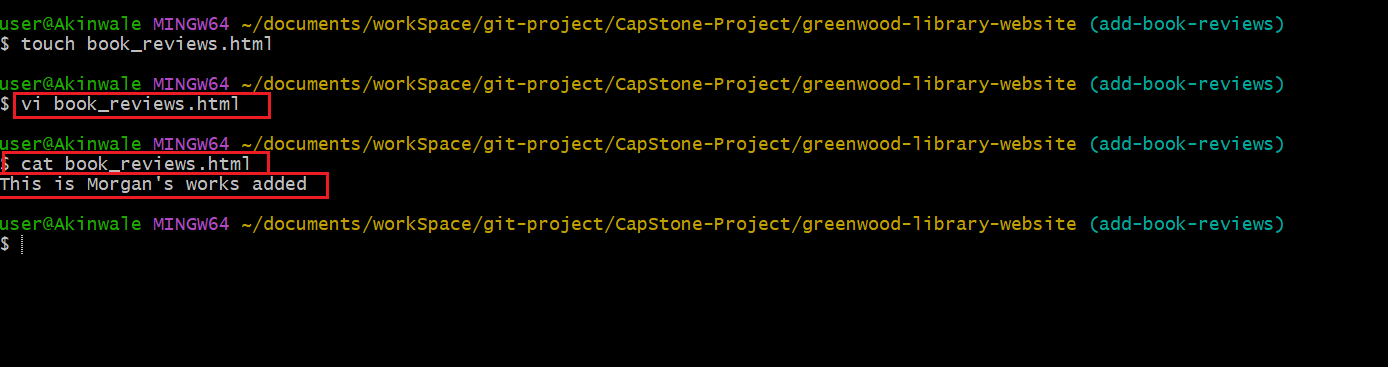 user@Akinwale MINGW64 ~/documents/workSpace/git-project/CapStone-Project/greenwood-library-website (add-book-reviews)
$ touch book_reviews.html
user@Akinwale MINGW64 ~/documents/workSpace/git-project/CapStone-Project/greenwood-library-website (add-book-reviews)
$ vi book_reviews.html
user@Akinwale MINGW64 ~/documents/workSpace/git-project/CapStone-Project/greenwood-library-website (add-book-reviews)
$ cat book_reviews.html
This is Morgan's works added
user@Akinwale MINGW64 ~/documents/workSpace/git-project/CapStone-Project/greenwood-library-website (add-book-reviews)
$